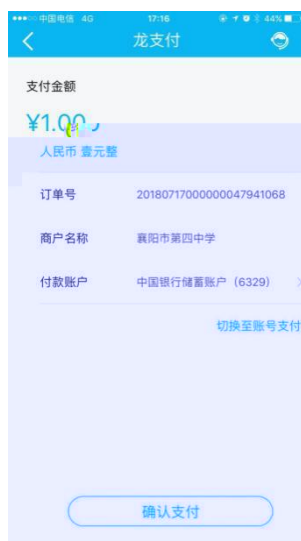 中国电信 4G 17:16 44%
龙支付
支付金额
¥1.00
人民币 壹元整
订单号 20180717000000047941068
商户名称 襄阳市第四中学
付款账户 中国银行储蓄账户（6329）
切换至账号支付
确认支付